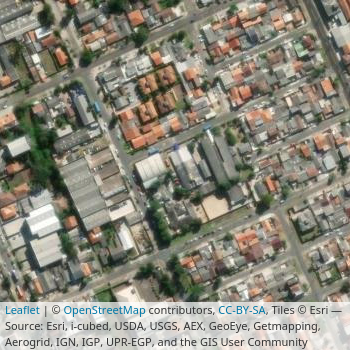 Leaflet | © OpenStreetMap contributors, CC-BY-SA, Tiles © Esri —
Source: Esri, i-cubed, USDA, USGS, AEX, GeoEye, Getmapping,
Aerogrid, IGN, IGP, UPR-EGP, and the GIS User Community